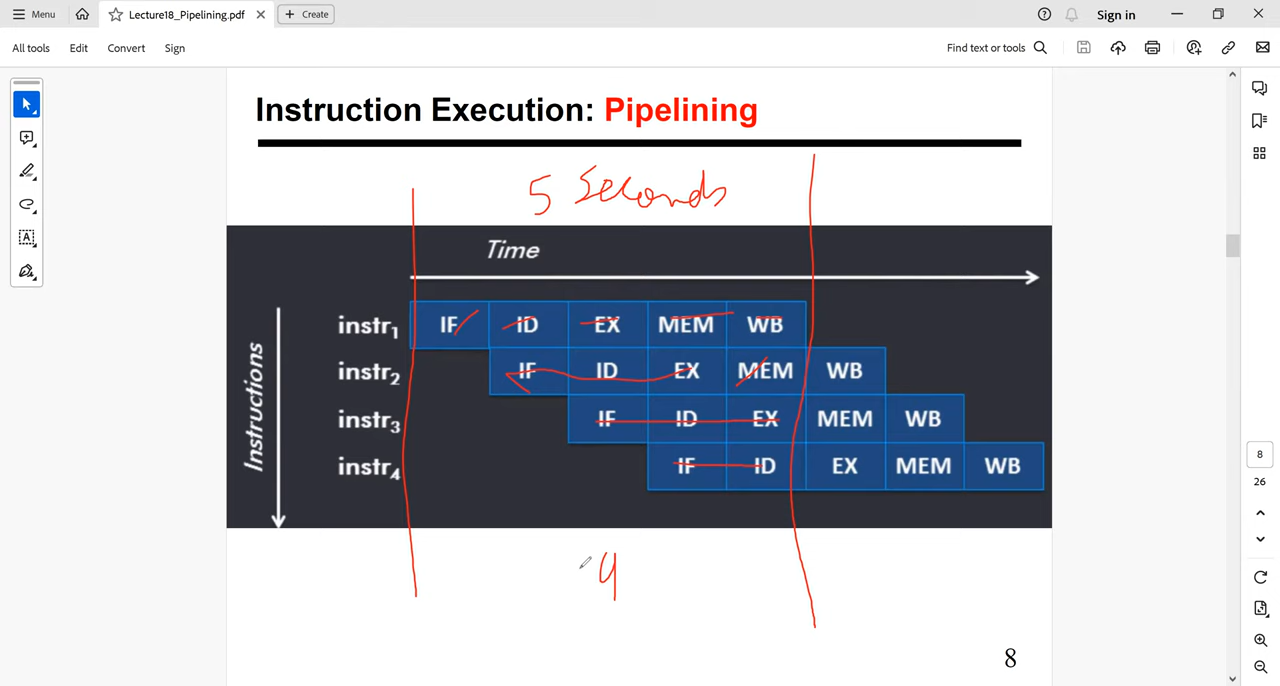 Menu Lecture18_Pipelining.pdf Create Sign in
All tools Edit Convert Sign Find text or tools
Instruction Execution: Pipelining
5 Seconds
Time
Instructions
instr1 IF ID EX MEM WB
instr2 IF ID EX MEM WB
instr3 IF ID EX MEM WB
instr4 IF ID EX MEM WB
4
8
8
26